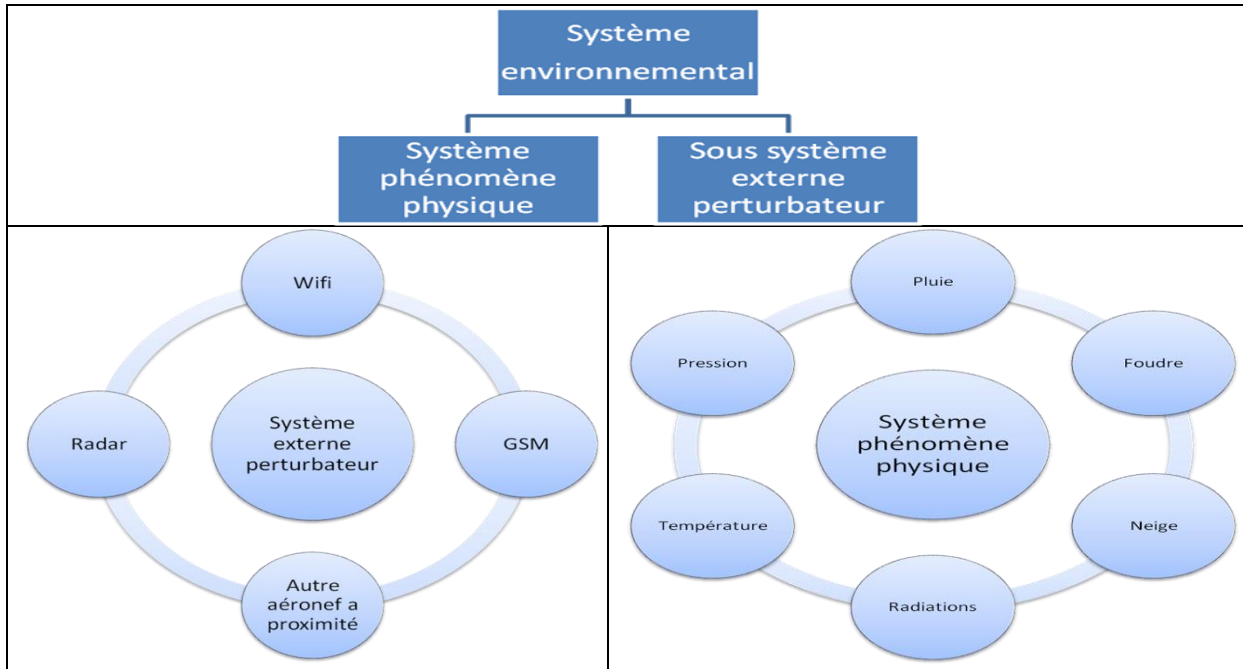 Système
environnemental
Système
phénomène
physique
Sous système
externe
perturbateur
Wifi
Radar
Système
externe
perturbateur
GSM
Autre
aéronef a
proximité
Pluie
Pression
Foudre
Système
phénomène
physique
Température
Neige
Radiations